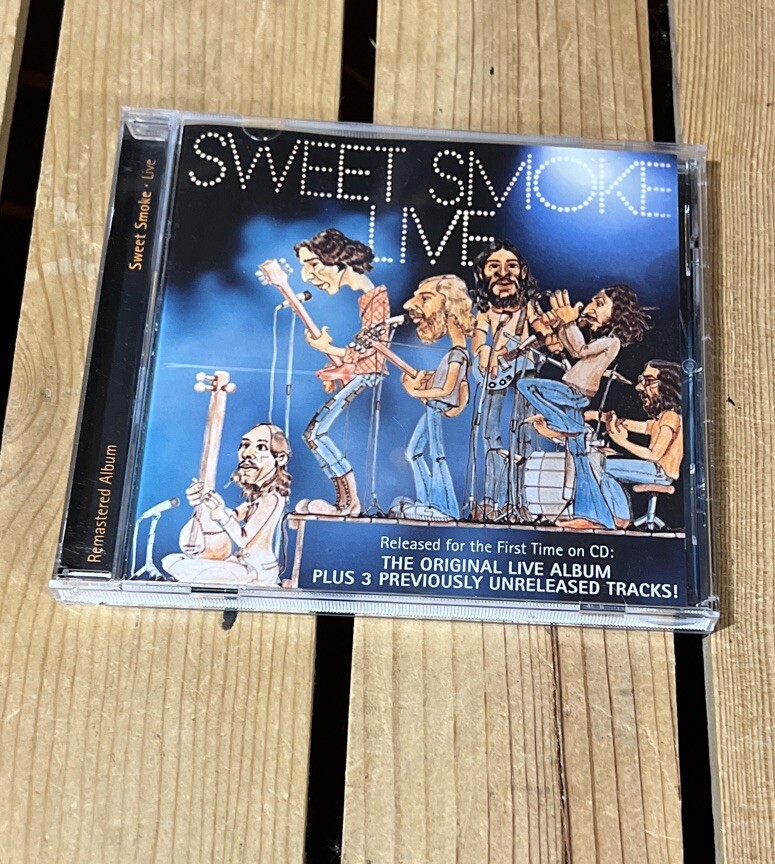 SWEET SMOKE
LIVE
Sweet Smoke · Live
Remastered Album
Released for the First Time on CD:
THE ORIGINAL LIVE ALBUM
PLUS 3 PREVIOUSLY UNRELEASED TRACKS!